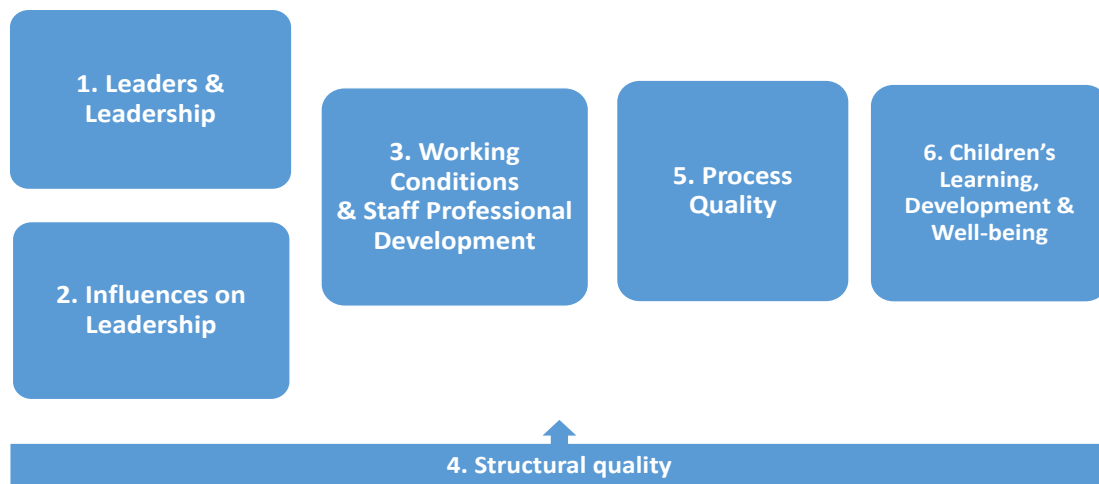 1. Leaders &
Leadership
2. Influences on
Leadership
3. Working
Conditions
& Staff Professional
Development
5. Process
Quality
6. Children’s
Learning,
Development &
Well-being
4. Structural quality